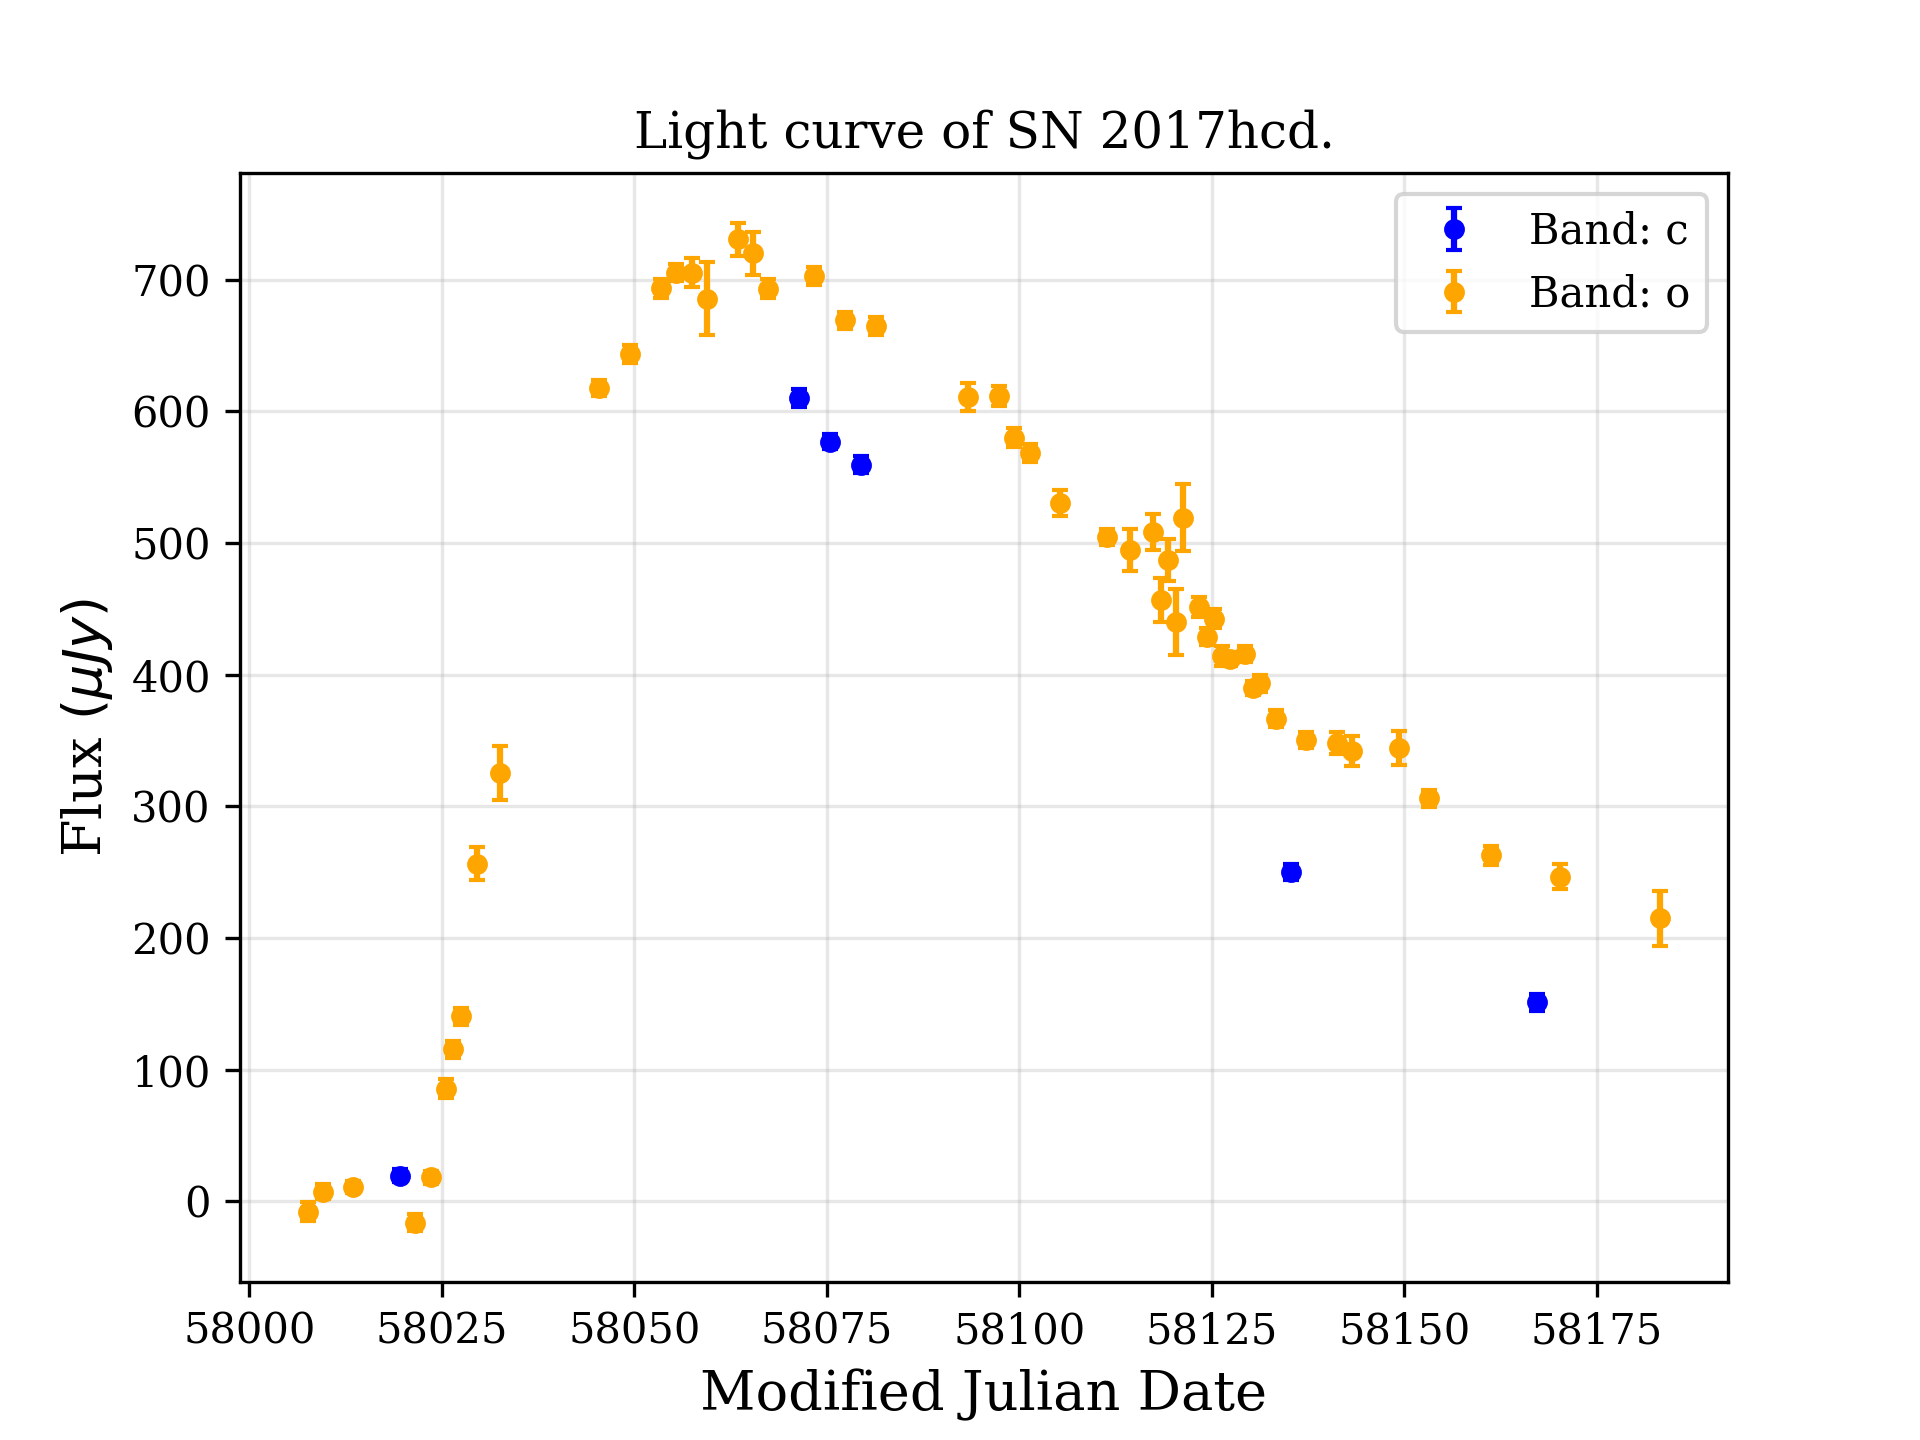 Light curve of SN 2017hcd.
Band: c
Band: o
700
600
500
400
300
200
100
0
Flux (μJy)
58000 58025 58050 58075 58100 58125 58150 58175
Modified Julian Date